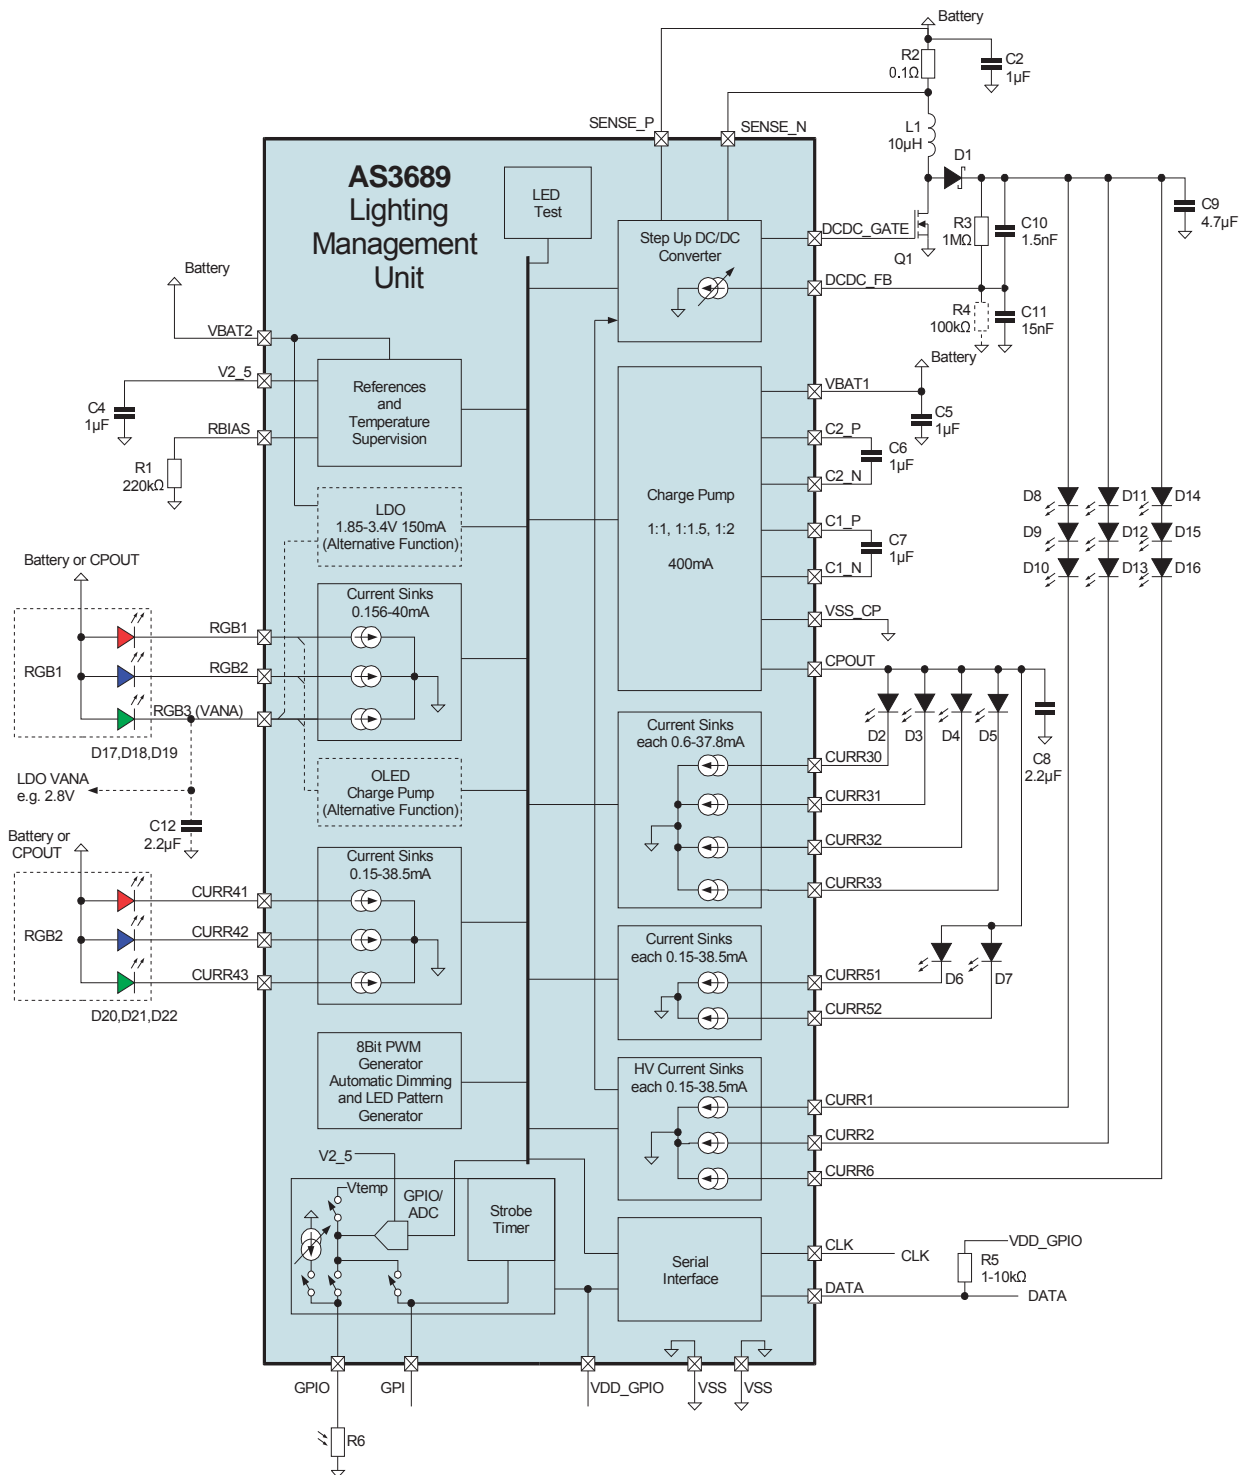 Battery
R2
0.1Ω
C2
1µF
SENSE_P
SENSE_N
L1
10µH
D1
AS3689
Lighting
Management
Unit
LED
Test
Step Up DC/DC
Converter
DCDC_GATE
Q1
R3
1MΩ
C10
1.5nF
C9
4.7µF
DCDC_FB
R4
100kΩ
C11
15nF
Battery
VBAT2
V2_5
C4
1µF
RBIAS
R1
220kΩ
References
and
Temperature
Supervision
Battery
VBAT1
C5
1µF
C2_P
C6
1µF
C2_N
Charge Pump
1:1, 1:1.5, 1:2
400mA
C1_P
C7
1µF
C1_N
VSS_CP
CPOUT
D8
D11
D14
D9
D12
D15
D10
D13
D16
LDO
1.85-3.4V 150mA
(Alternative Function)
Battery or CPOUT
Current Sinks
0.156-40mA
RGB1
RGB1
RGB2
RGB3 (VANA)
D17,D18,D19
LDO VANA
e.g. 2.8V
C12
2.2µF
OLED
Charge Pump
(Alternative Function)
Current Sinks
each 0.6-37.8mA
D2
D3
D4
D5
C8
2.2µF
CURR30
CURR31
CURR32
CURR33
Battery or
CPOUT
Current Sinks
0.15-38.5mA
RGB2
CURR41
CURR42
CURR43
D20,D21,D22
Current Sinks
each 0.15-38.5mA
D6
D7
CURR51
CURR52
8Bit PWM
Generator
Automatic Dimming
and LED Pattern
Generator
HV Current Sinks
each 0.15-38.5mA
CURR1
CURR2
CURR6
V2_5
Vtemp
GPIO/
ADC
Strobe
Timer
Serial
Interface
CLK
CLK
VDD_GPIO
R5
1-10kΩ
DATA
DATA
GPIO
GPI
VDD_GPIO
VSS
VSS
R6